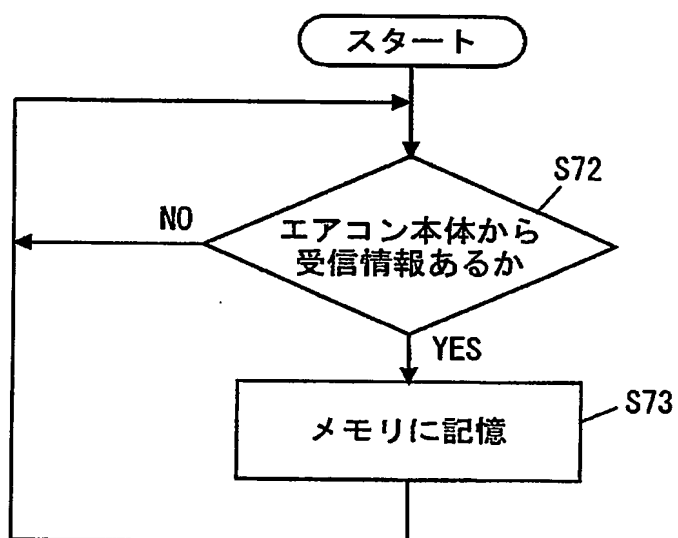 スタート
S72
NO
エアコン本体から
受信情報あるか
YES
S73
メモリに記憶